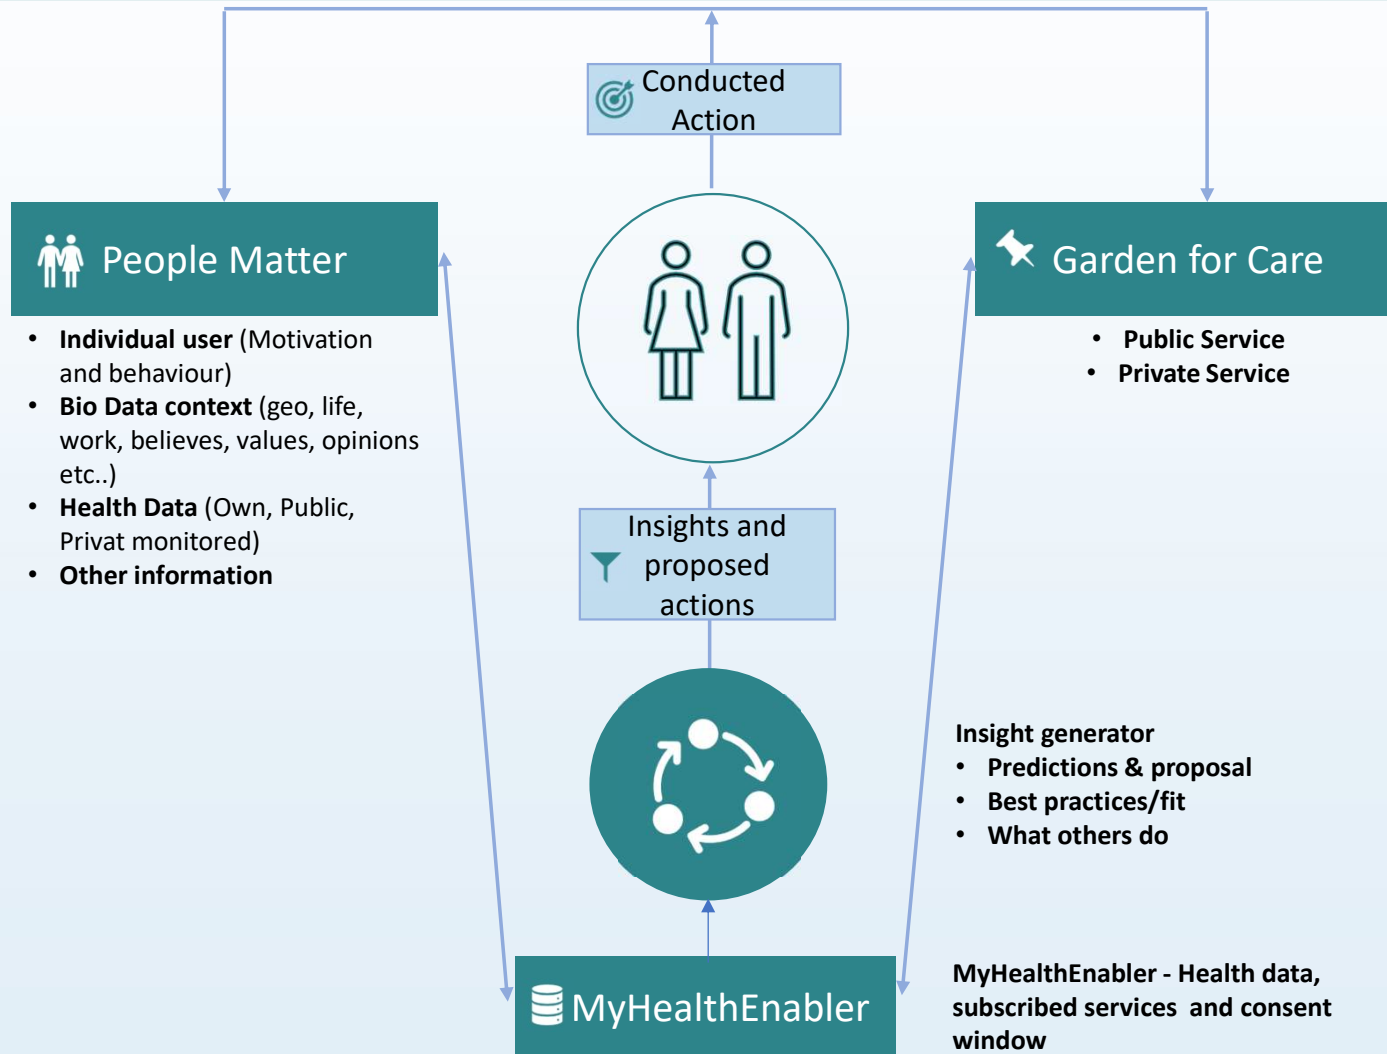 Conducted
Action
People Matter
• Individual user (Motivation
and behaviour)
• Bio Data context (geo, life,
work, believes, values, opinions
etc..)
• Health Data (Own, Public,
Privat monitored)
• Other information
Garden for Care
• Public Service
• Private Service
Insights and
proposed
actions
Insight generator
• Predictions & proposal
• Best practices/fit
• What others do
MyHealthEnabler
MyHealthEnabler - Health data,
subscribed services and consent
window